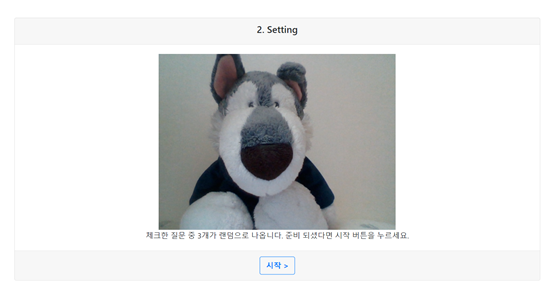 2. Setting
체크한 질문 중 3개가 랜덤으로 나옵니다. 준비 되셨다면 시작 버튼을 누르세요.
시작 >